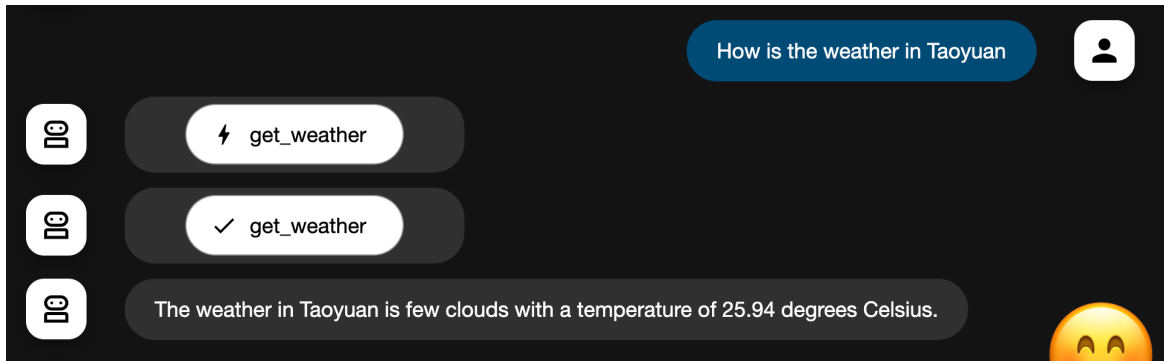 How is the weather in Taoyuan
get_weather
get_weather
The weather in Taoyuan is few clouds with a temperature of 25.94 degrees Celsius.